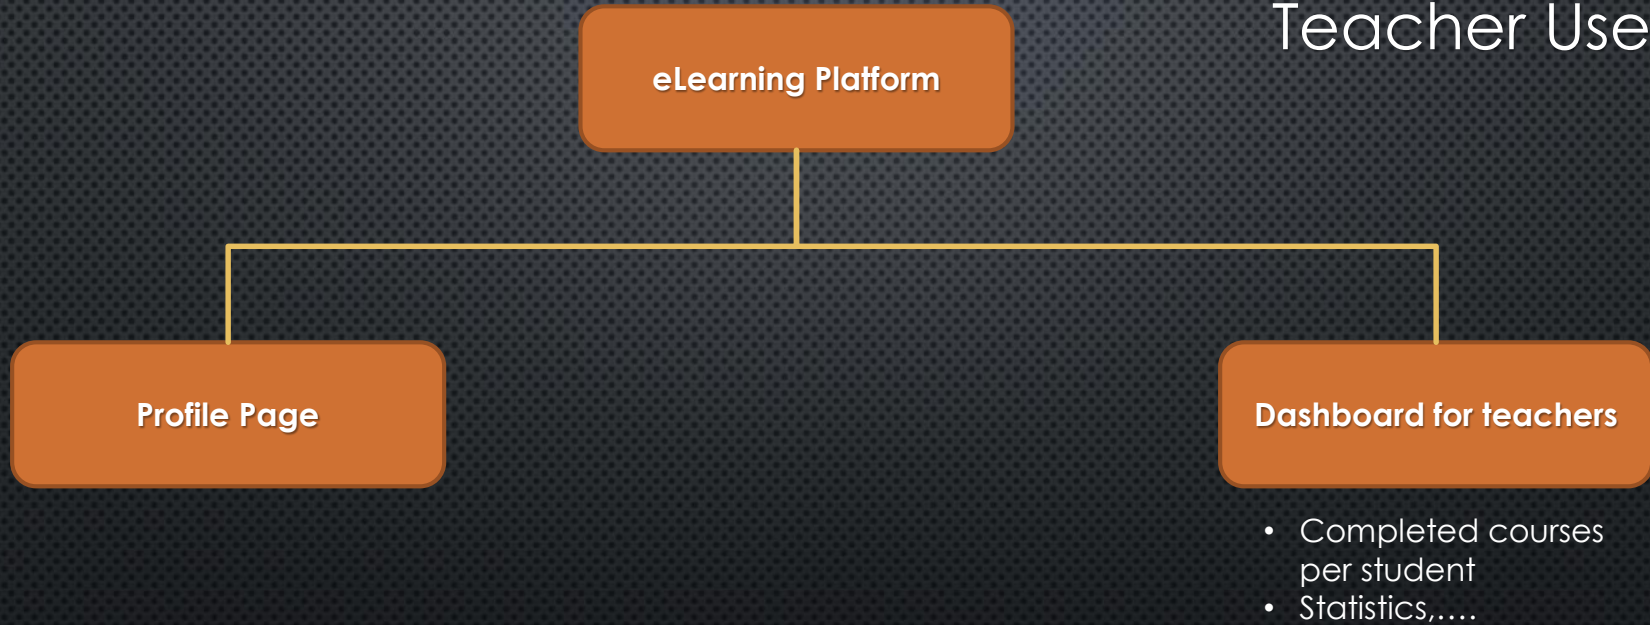 Teacher Use
eLearning Platform
Profile Page
Dashboard for teachers
• Completed courses
per student
• Statistics,....